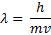 λ = h/mv